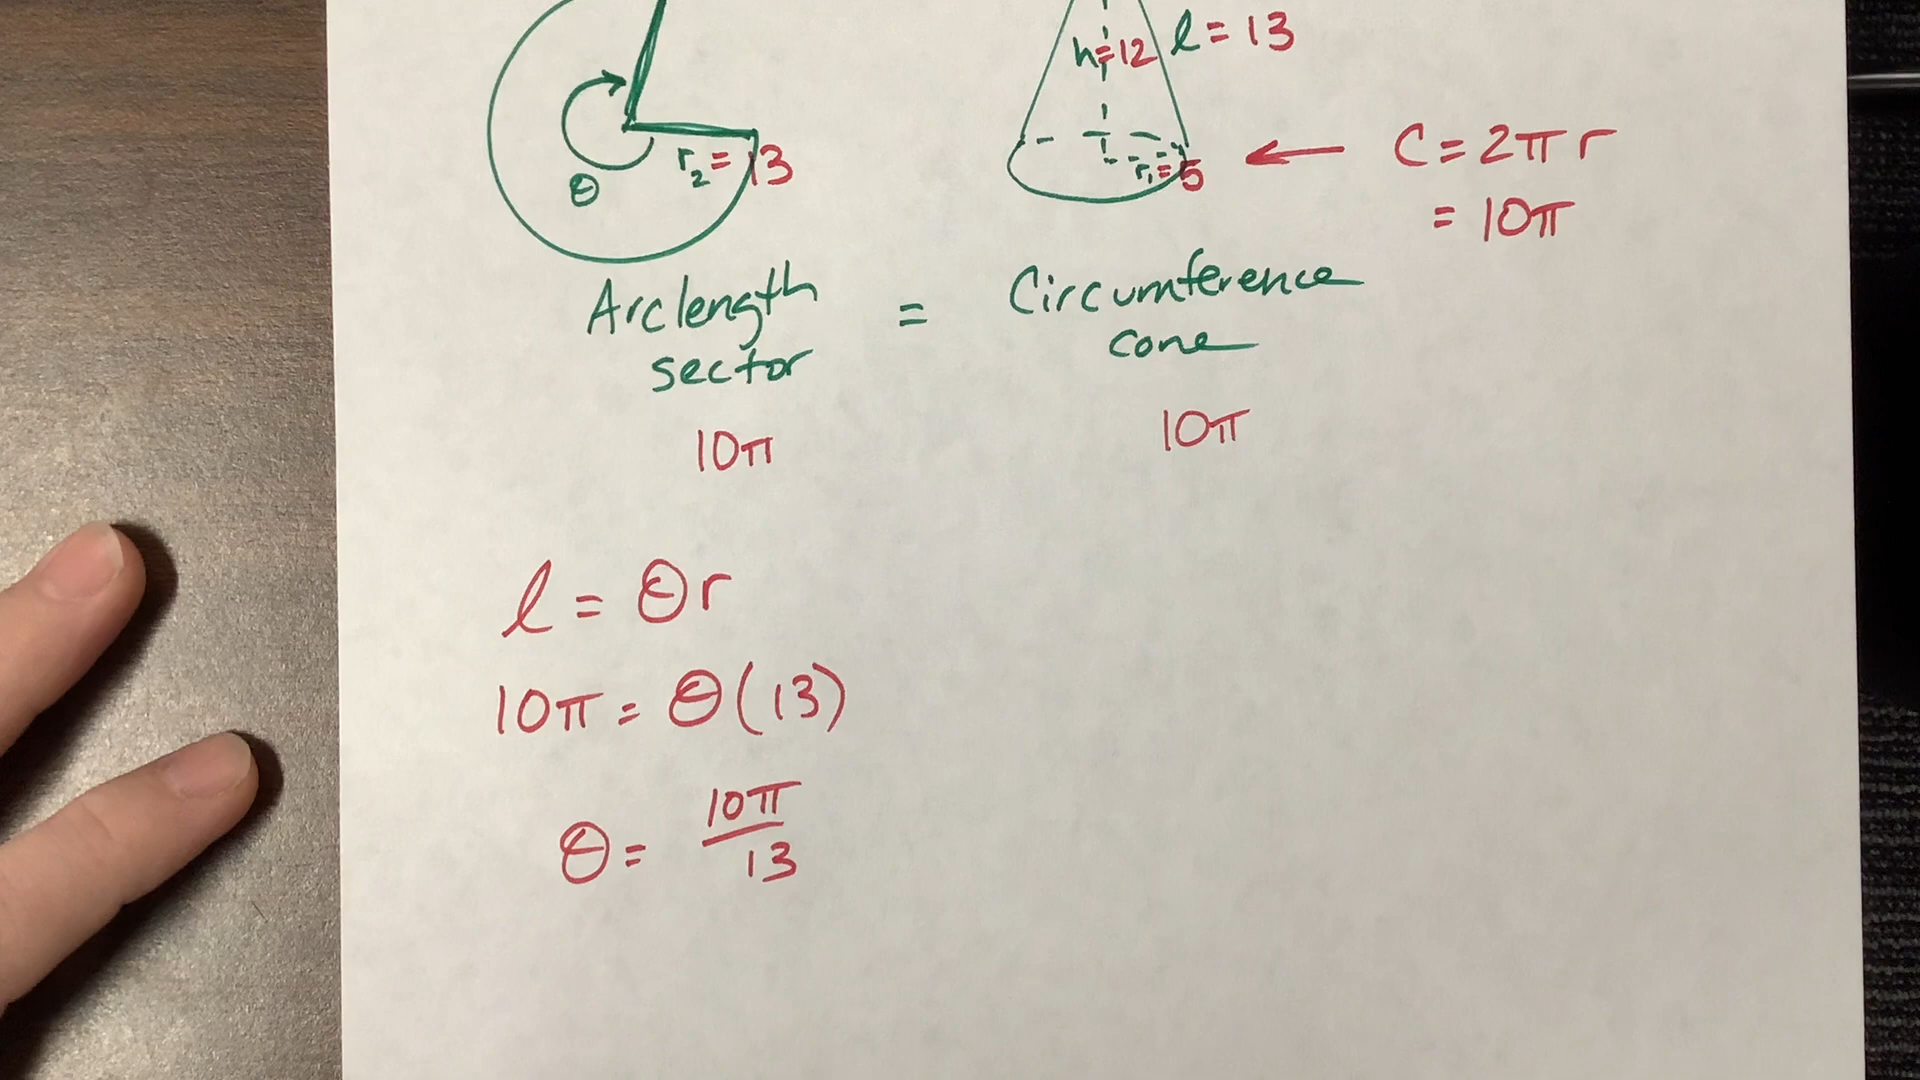 h=12 l=13
θ r₂=13
r₁=5
C=2πr
= 10π
Arclength sector = Circumference cone
10π 10π
l = θr
10π = θ(13)
θ = 10π/13